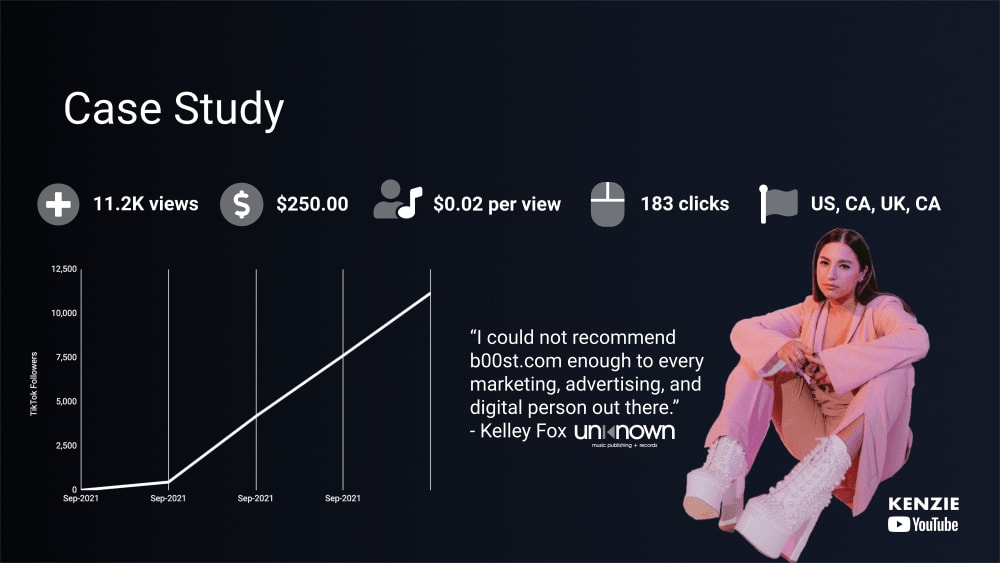 Case Study
11.2K views
$250.00
$0.02 per view
183 clicks
US, CA, UK, CA
12,500
10,000
7,500
5,000
2,500
0
TikTok Followers
Sep-2021
Sep-2021
Sep-2021
Sep-2021
“I could not recommend
b00st.com enough to every
marketing, advertising, and
digital person out there.”
- Kelley Fox unknown
music publishing + records
KENZIE
YouTube